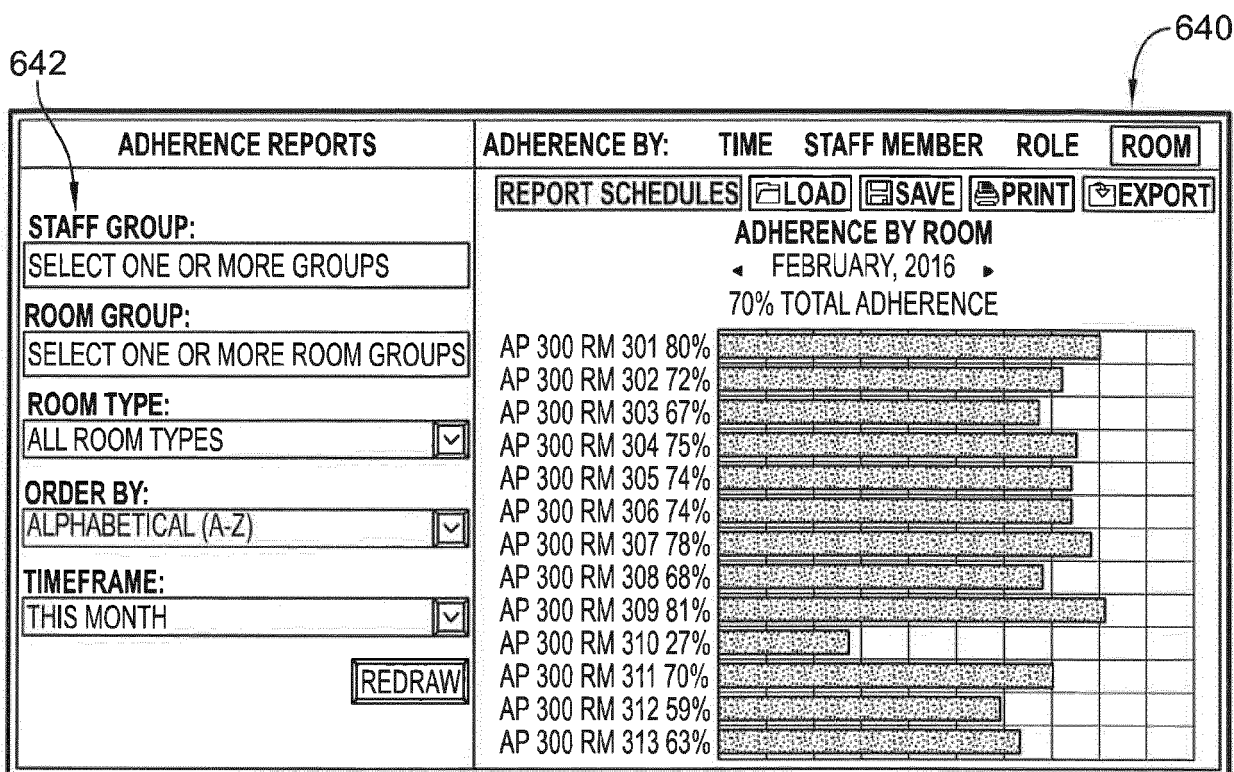 640
642
ADHERENCE REPORTS
ADHERENCE BY: TIME STAFF MEMBER ROLE ROOM
REPORT SCHEDULES LOAD SAVE PRINT EXPORT
STAFF GROUP:
SELECT ONE OR MORE GROUPS
ROOM GROUP:
SELECT ONE OR MORE ROOM GROUPS
ROOM TYPE:
ALL ROOM TYPES
ORDER BY:
ALPHABETICAL (A-Z)
TIMEFRAME:
THIS MONTH
REDRAW
ADHERENCE BY ROOM
FEBRUARY, 2016
70% TOTAL ADHERENCE
AP 300 RM 301 80%
AP 300 RM 302 72%
AP 300 RM 303 67%
AP 300 RM 304 75%
AP 300 RM 305 74%
AP 300 RM 306 74%
AP 300 RM 307 78%
AP 300 RM 308 68%
AP 300 RM 309 81%
AP 300 RM 310 27%
AP 300 RM 311 70%
AP 300 RM 312 59%
AP 300 RM 313 63%